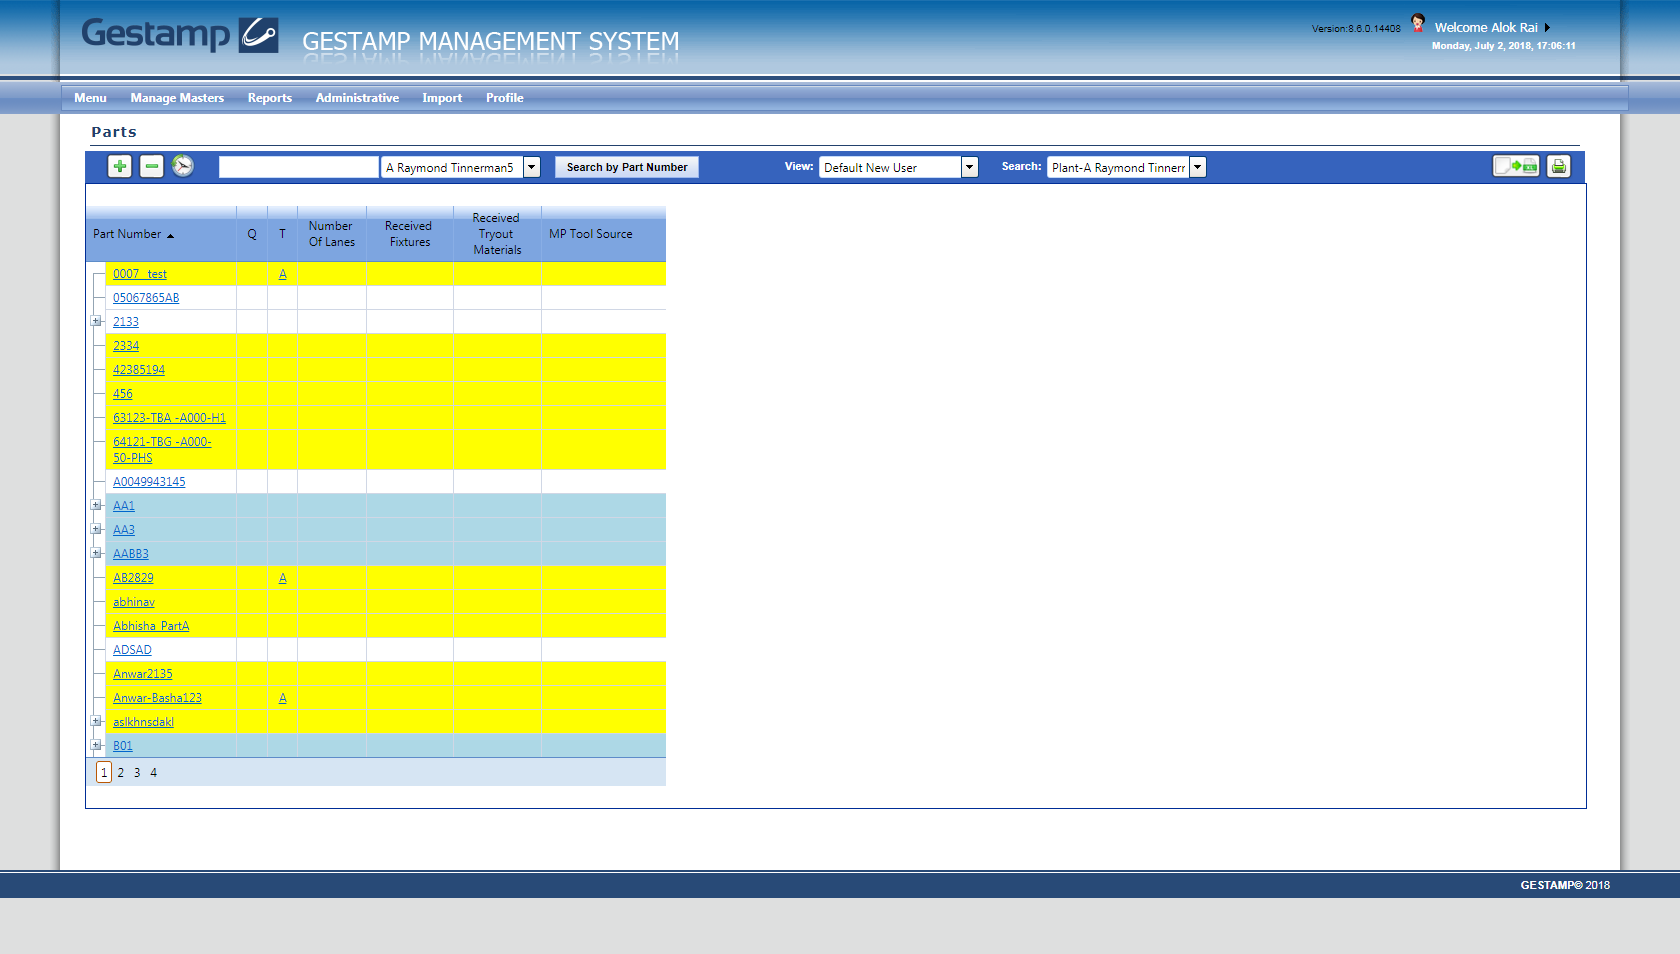 Gestamp
GESTAMP MANAGEMENT SYSTEM
Version:8.6.0.14408
Welcome Alok Rai
Monday, July 2, 2018, 17:06:11
Menu Manage Masters Reports Administrative Import Profile
Parts
A Raymond Tinnerman5 Search by Part Number View: Default New User Search: Plant-A Raymond Tinnerr
Part Number Q T Number Of Lanes Received Fixtures Received Tryout Materials MP Tool Source
0007_test A
05067865AB
2133
2334
42385194
456
63123-TBA -A000-H1
64121-TBG -A000-
50-PHS
A0049943145
AA1
AA3
AABB3
AB2829 A
abhinav
Abhisha_PartA
ADSAD
Anwar2135
Anwar-Basha123 A
aslkhnsdakl
B01
1 2 3 4
GESTAMP© 2018